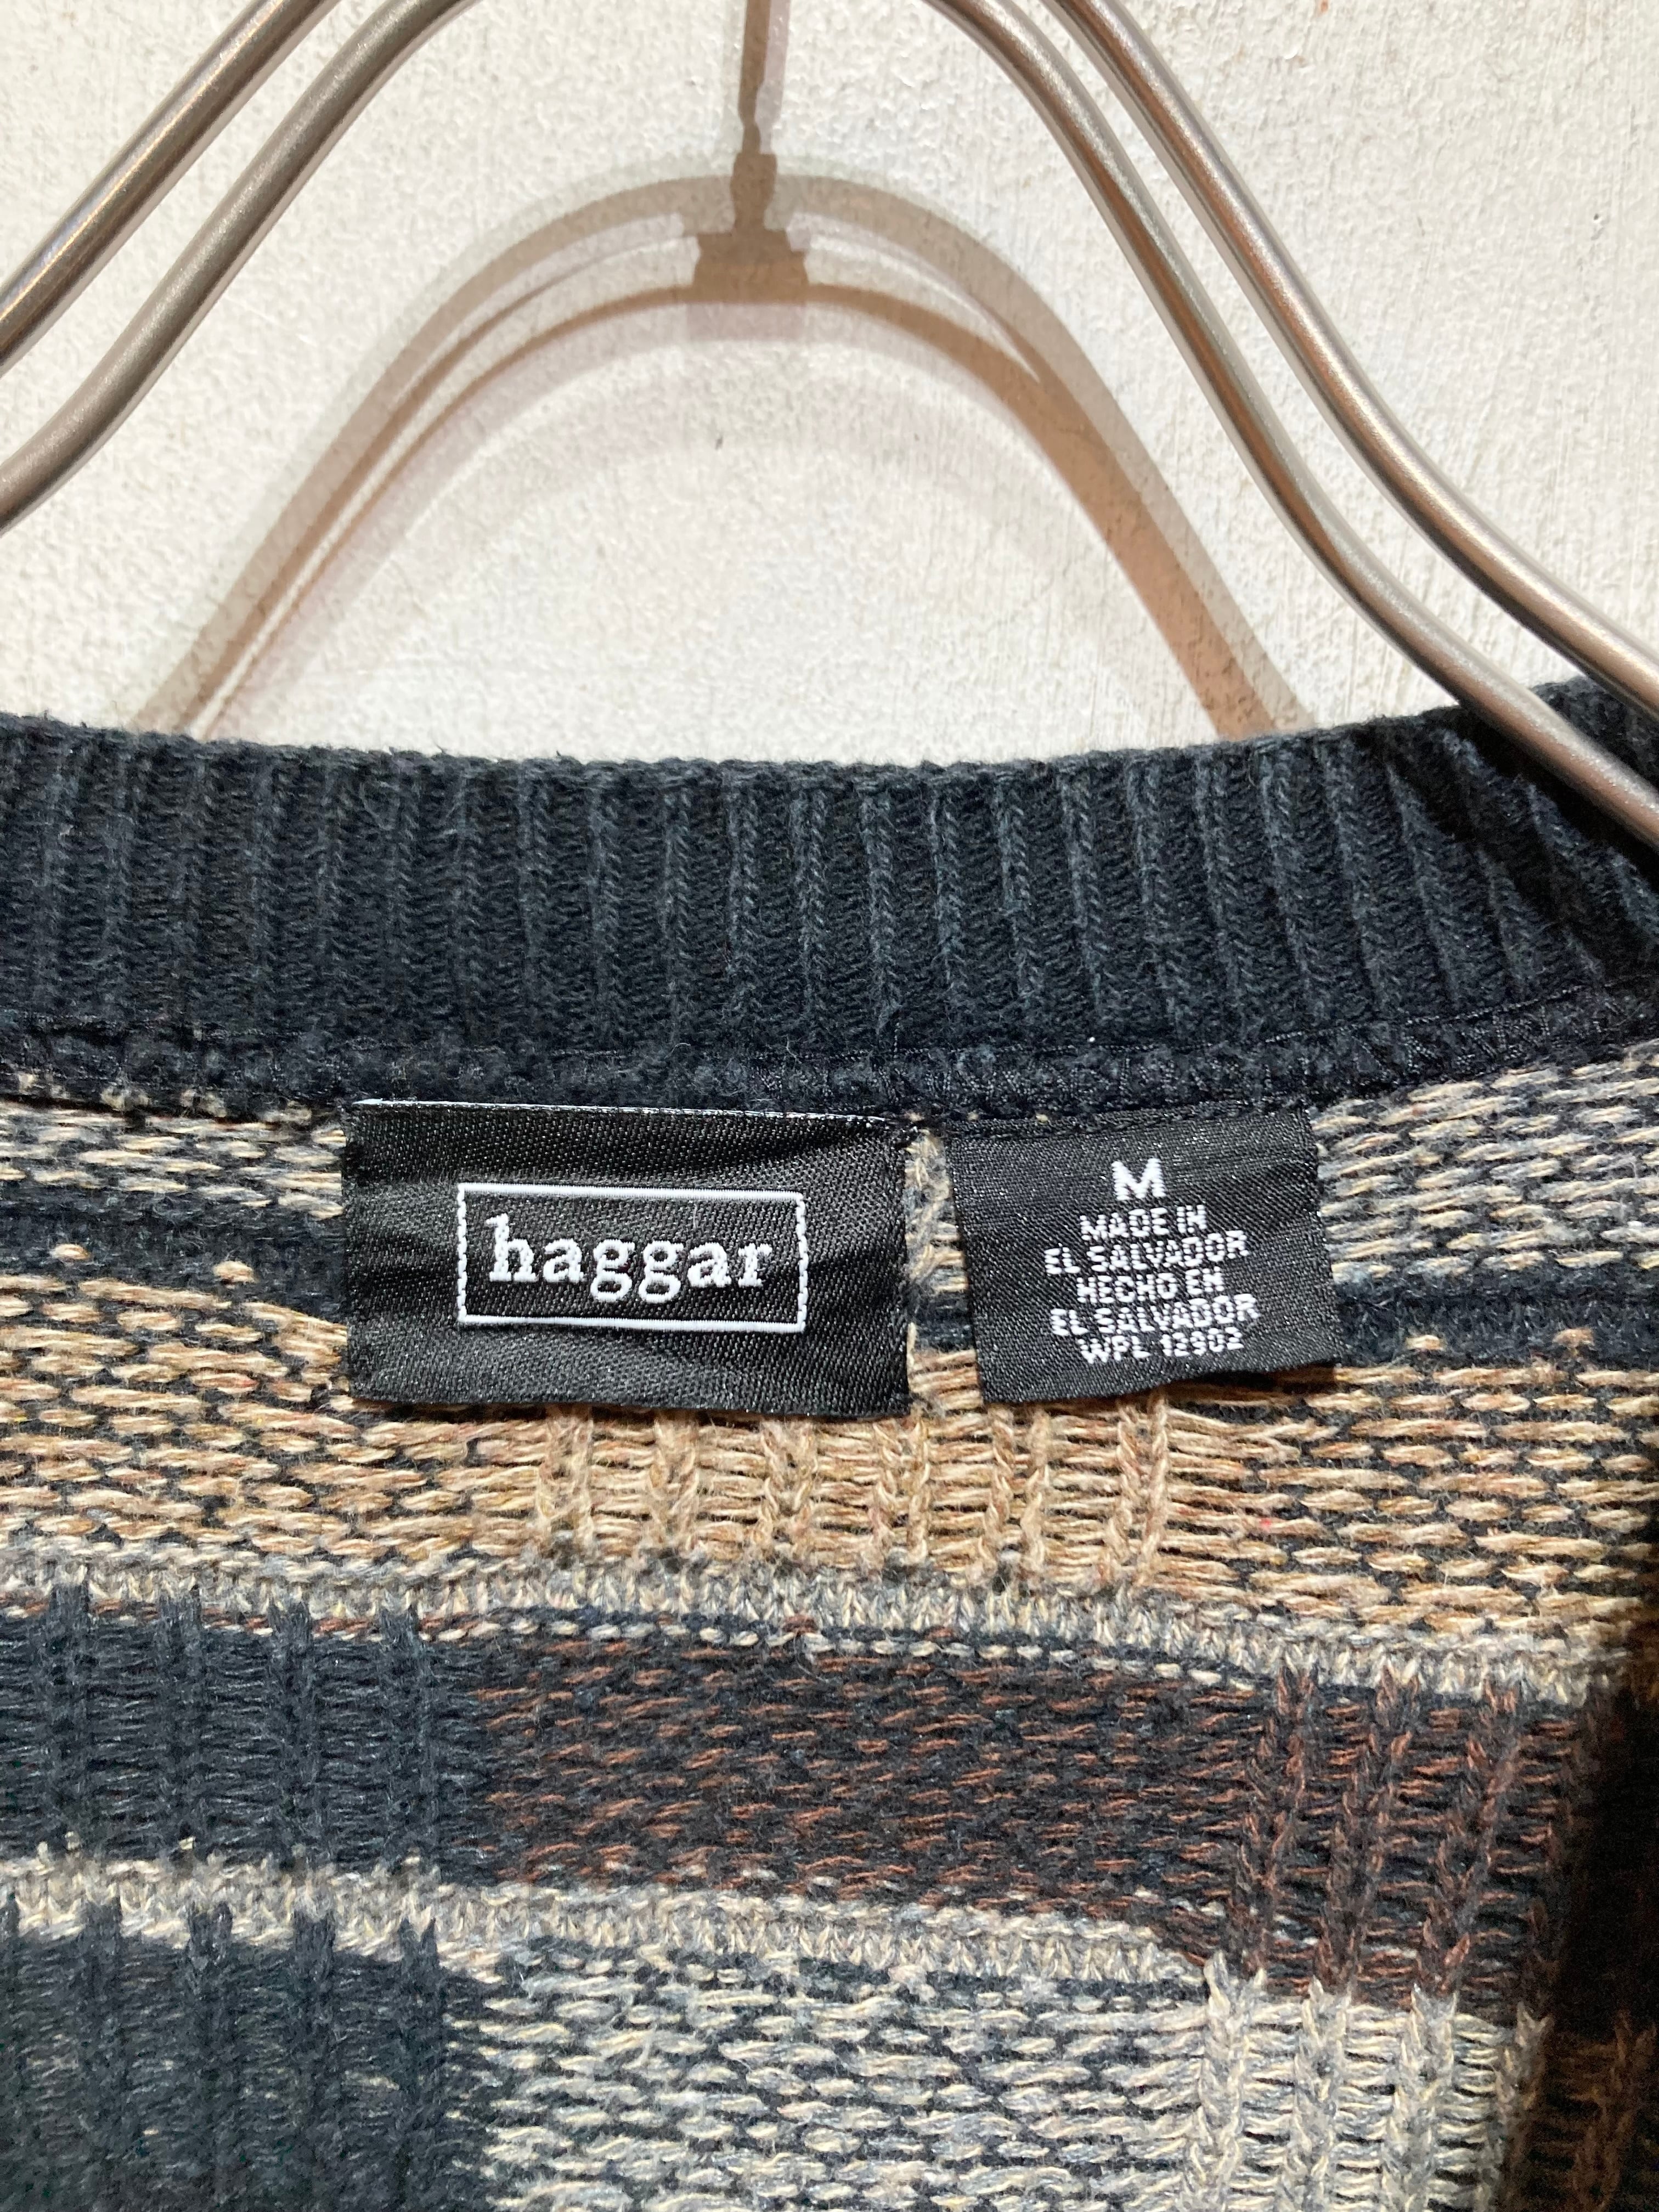 haggar
M
MADE IN
EL SALVADOR
HECHO EN
EL SALVADOR
WPL 12902